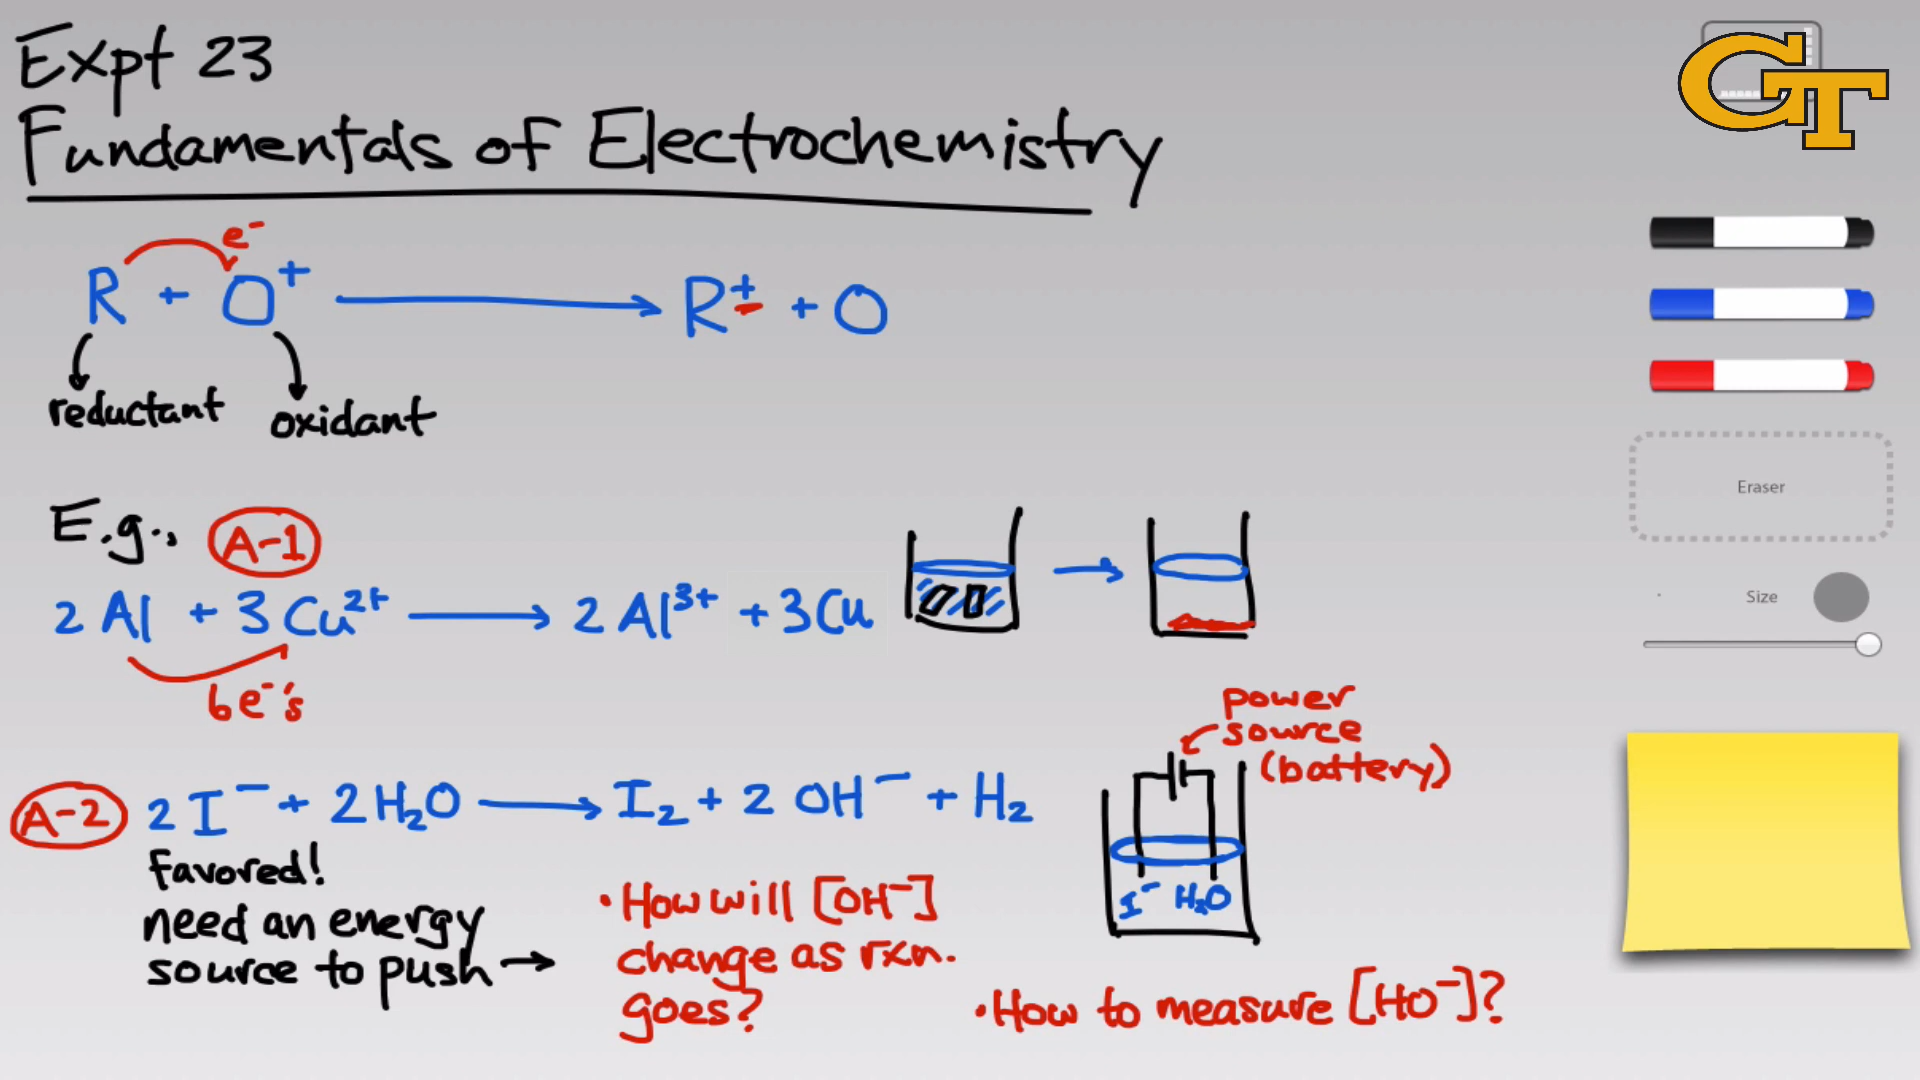 Expt 23
Fundamentals of Electrochemistry
GT
e⁻
R + O⁺ → R⁺ + O
reductant
oxidant
E.g.,
A-1
2 Al + 3 Cu²⁺ → 2 Al³⁺ + 3 Cu
6e⁻'s
power
source
(battery)
A-2
2 I⁻ + 2 H₂O → I₂ + 2 OH⁻ + H₂
Favored!
need an energy
source to push →
• How will [OH⁻]
change as rxn.
goes?
I⁻ H₂O
• How to measure [HO⁻]?
Eraser
Size